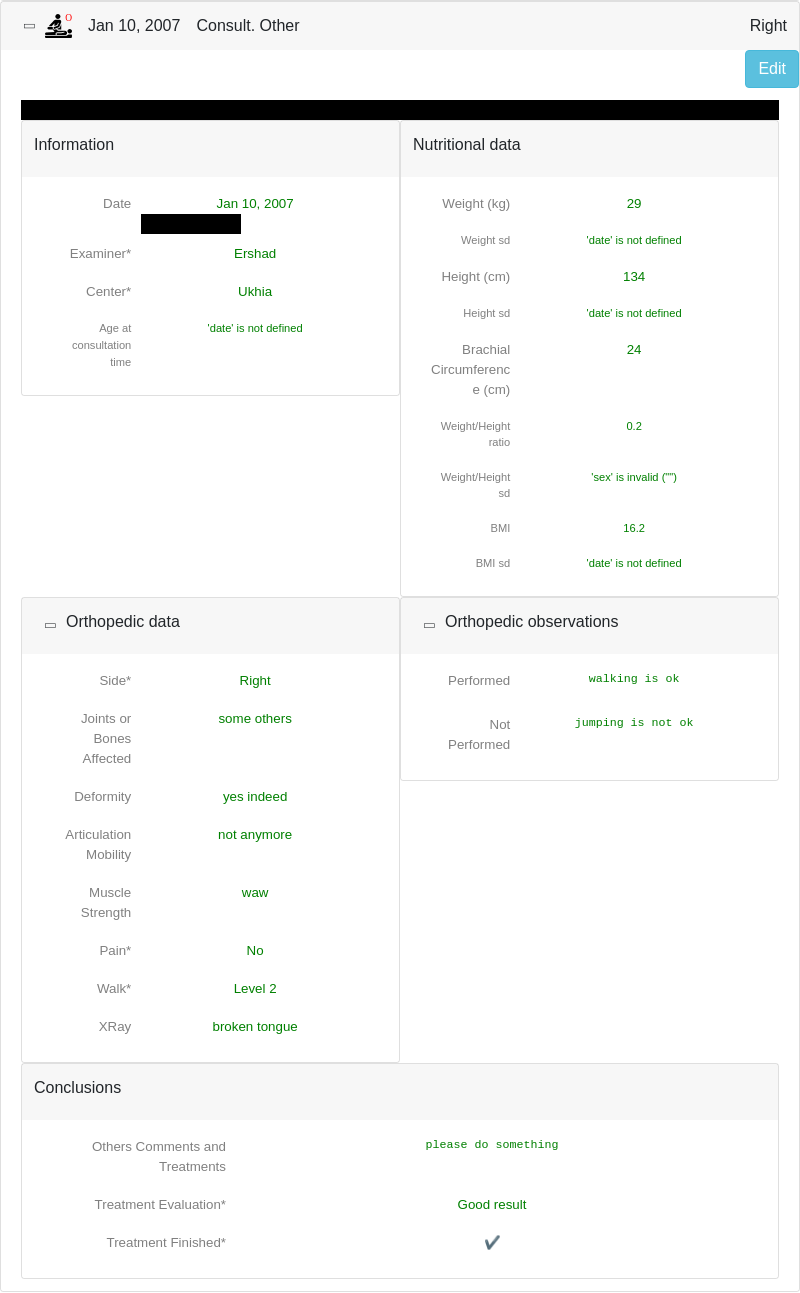 O
Jan 10, 2007 Consult. Other Right
Edit
Information
Date Jan 10, 2007
Examiner* Ershad
Center* Ukhia
Age at 'date' is not defined
consultation
time
Nutritional data
Weight (kg) 29
Weight sd 'date' is not defined
Height (cm) 134
Height sd 'date' is not defined
Brachial 24
Circumferenc
e (cm)
Weight/Height 0.2
ratio
Weight/Height 'sex' is invalid ("")
sd
BMI 16.2
BMI sd 'date' is not defined
Orthopedic data
Side* Right
Joints or some others
Bones
Affected
Deformity yes indeed
Articulation not anymore
Mobility
Muscle waw
Strength
Pain* No
Walk* Level 2
XRay broken tongue
Orthopedic observations
Performed walking is ok
Not jumping is not ok
Performed
Conclusions
Others Comments and please do something
Treatments
Treatment Evaluation* Good result
Treatment Finished* ✔